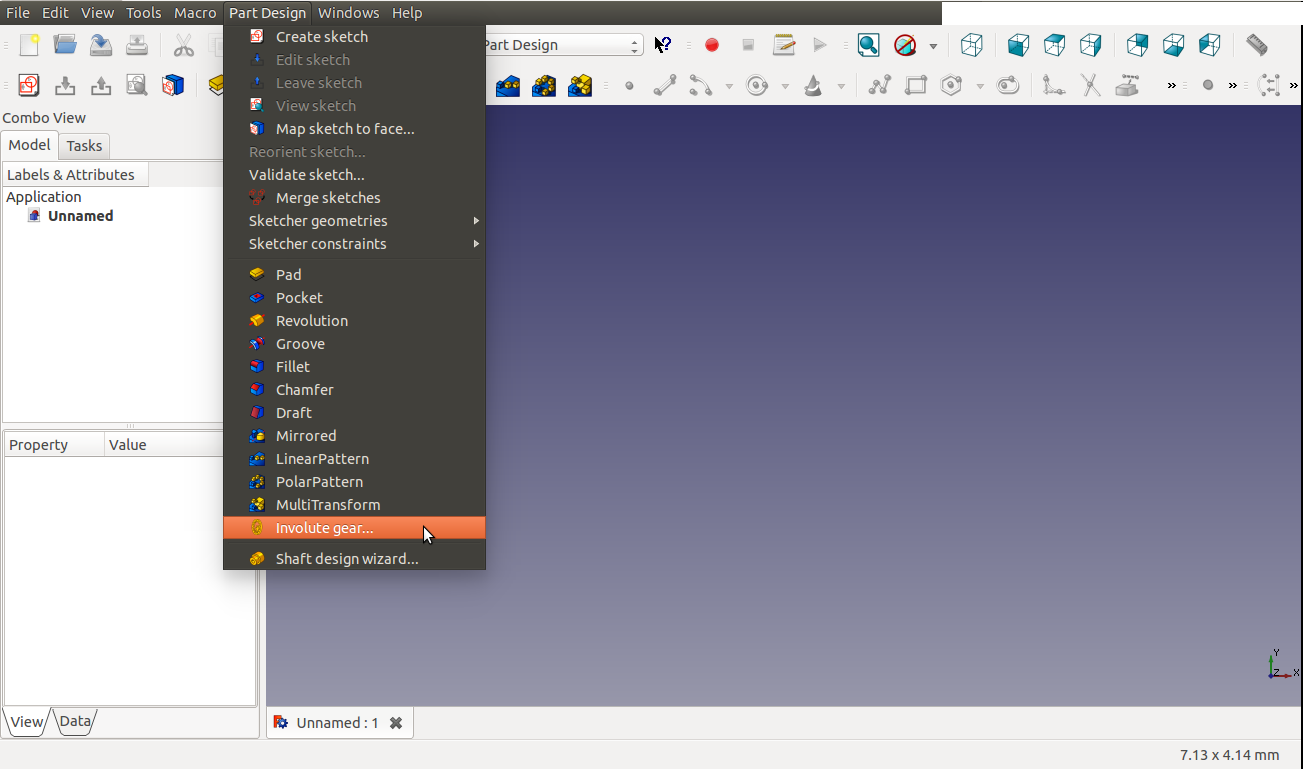 File Edit View Tools Macro Part Design Windows Help
Part Design
Combo View
Model Tasks
Labels & Attributes
Application
Unnamed
Property Value
View Data
Create sketch
Edit sketch
Leave sketch
View sketch
Map sketch to face...
Reorient sketch...
Validate sketch...
Merge sketches
Sketcher geometries
Sketcher constraints
Pad
Pocket
Revolution
Groove
Fillet
Chamfer
Draft
Mirrored
LinearPattern
PolarPattern
MultiTransform
Involute gear...
Shaft design wizard...
Y
Z X
Unnamed : 1
7.13 x 4.14 mm